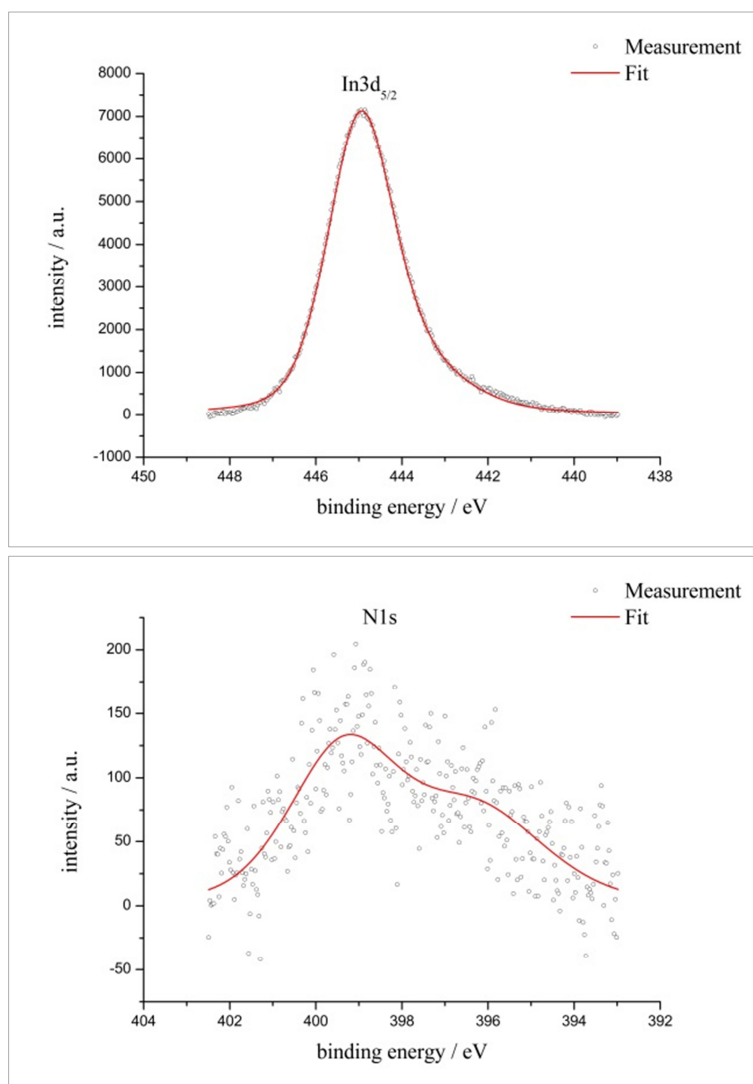 Measurement
Fit
In3d5/2
8000
7000
6000
5000
4000
3000
2000
1000
0
-1000
intensity / a.u.
450 448 446 444 442 440 438
binding energy / eV
Measurement
Fit
N1s
200
150
100
50
0
-50
intensity / a.u.
404 402 400 398 396 394 392
binding energy / eV